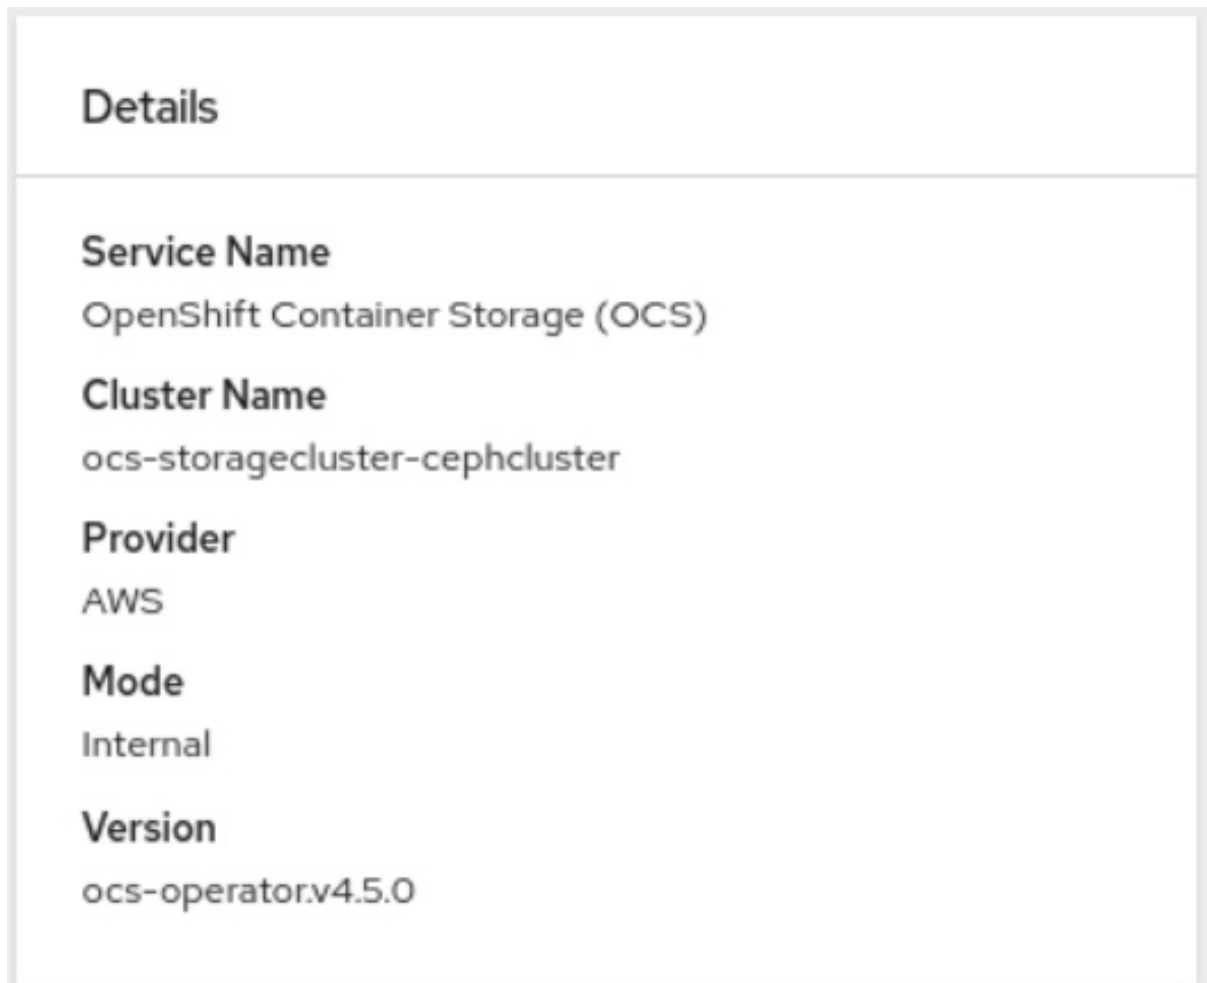 Details
Service Name
OpenShift Container Storage (OCS)
Cluster Name
ocs-storagecluster-cephcluster
Provider
AWS
Mode
Internal
Version
ocs-operator.v4.5.0